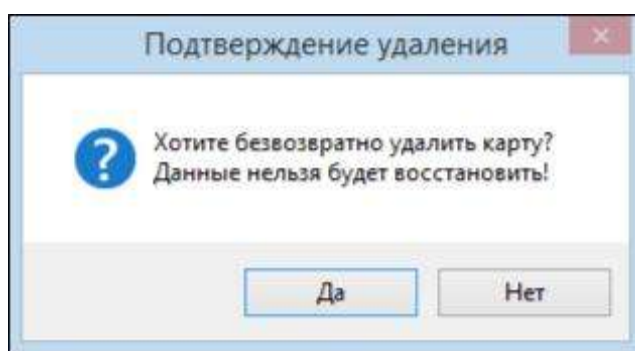 Подтверждение удаления
Хотите безвозвратно удалить карту?
Данные нельзя будет восстановить!
Да
Нет